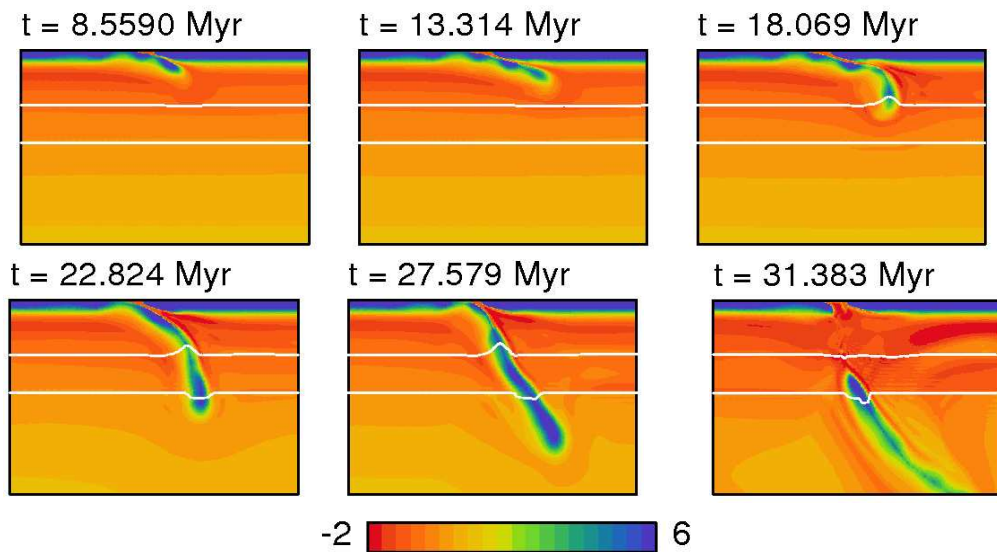 t = 8.5590 Myr
t = 13.314 Myr
t = 18.069 Myr
t = 22.824 Myr
t = 27.579 Myr
t = 31.383 Myr
-2 6